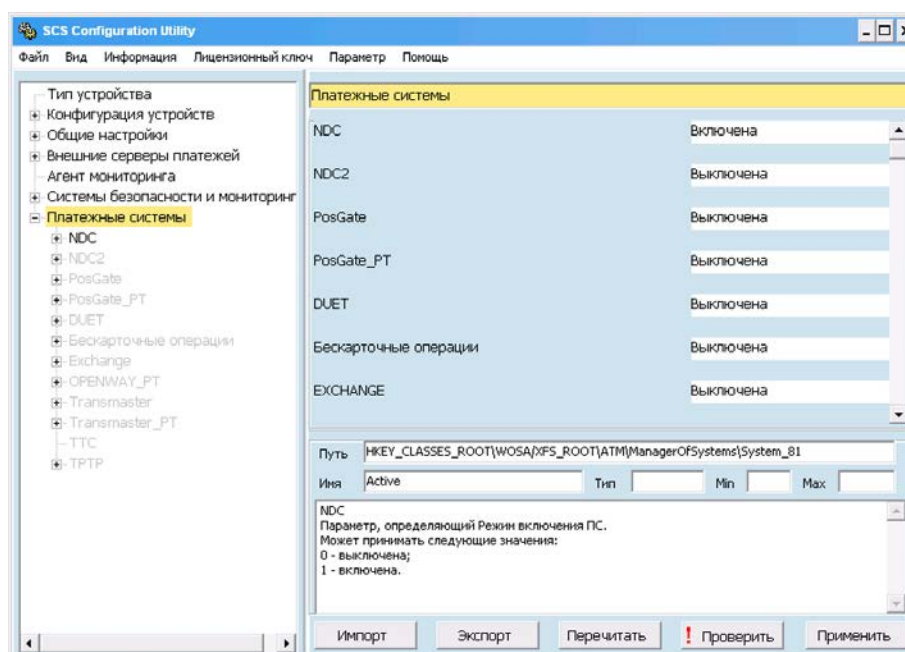 SCS Configuration Utility
Файл Вид Информация Лицензионный ключ Параметр Помощь
Тип устройства
Конфигурация устройств
Общие настройки
Внешние серверы платежей
Агент мониторинга
Системы безопасности и мониторинг
Платежные системы
NDC
NDC2
PosGate
PosGate_PT
DUET
Бескарточные операции
Exchange
OPENWAY_PT
Transmaster
Transmaster_PT
TTC
TPTP
Платежные системы
NDC Включена
NDC2 Выключена
PosGate Выключена
PosGate_PT Выключена
DUET Выключена
Бескарточные операции Выключена
EXCHANGE Выключена
Путь HKEY_CLASSES_ROOT\WOSA/XFS_ROOT\ATM\ManagerOfSystems\System_81
Имя Active Тип Min Max
NDC
Параметр, определяющий Режим включения ПС.
Может принимать следующие значения:
0 - выключена;
1 - включена.
Импорт Экспорт Перечитать ! Проверить Применить